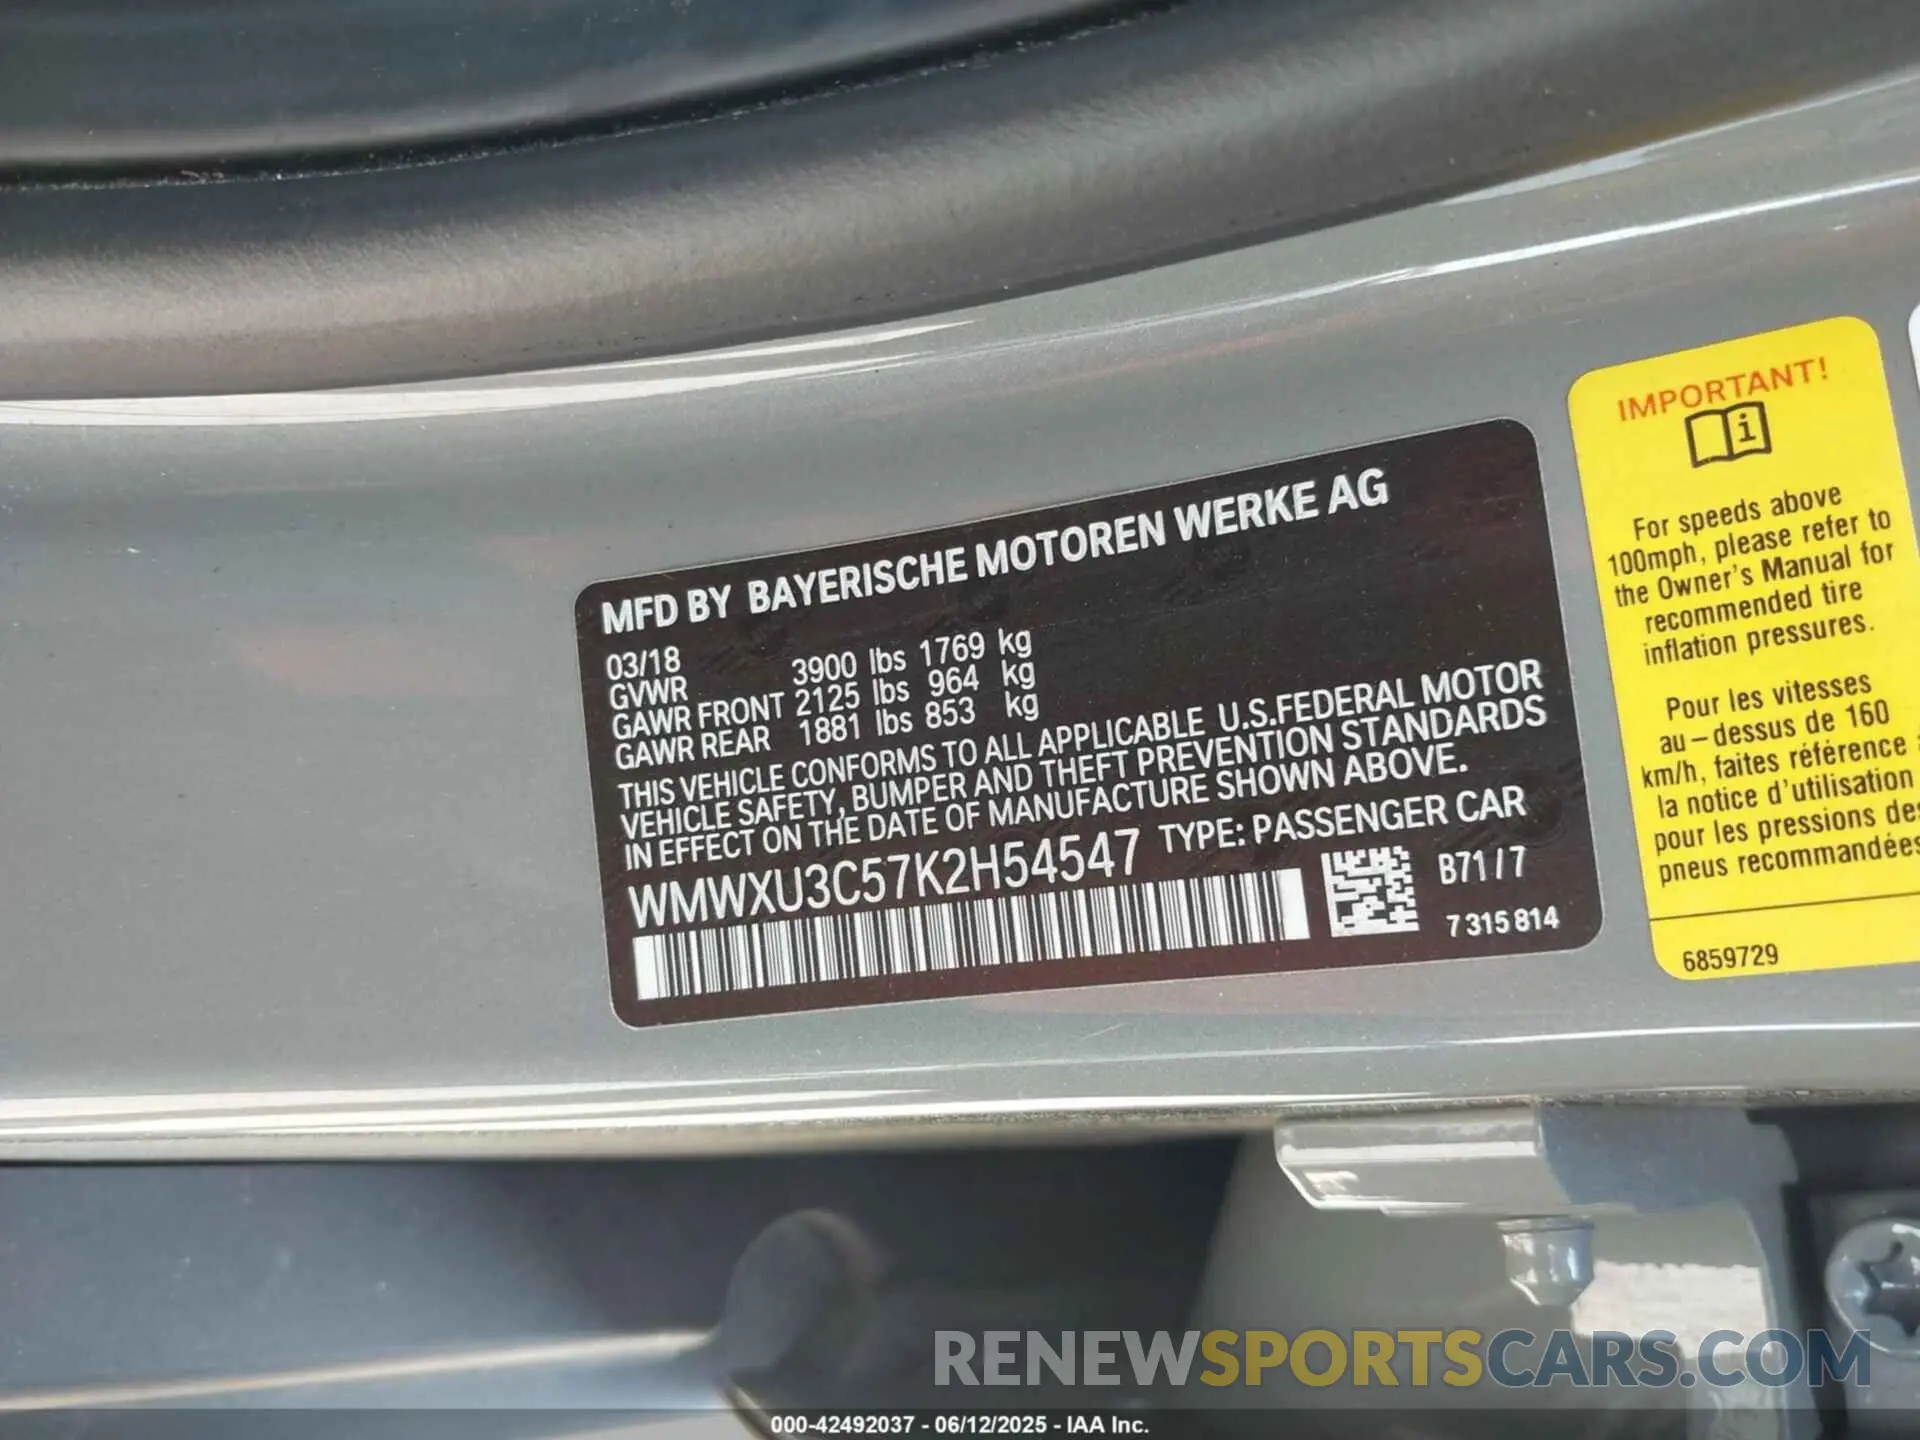 MFD BY BAYERISCHE MOTOREN WERKE AG
03/18
GVWR 3900 lbs 1769 kg
GAWR FRONT 2125 lbs 964 kg
GAWR REAR 1881 lbs 853 kg
THIS VEHICLE CONFORMS TO ALL APPLICABLE U.S.FEDERAL MOTOR
VEHICLE SAFETY, BUMPER AND THEFT PREVENTION STANDARDS
IN EFFECT ON THE DATE OF MANUFACTURE SHOWN ABOVE.
WMWXU3C57K2H54547 TYPE: PASSENGER CAR
B71/7
7 315 814
IMPORTANT!
i
For speeds above
100mph, please refer to
the Owner's Manual for
recommended tire
inflation pressures.
Pour les vitesses
au-dessus de 160
km/h, faites référence
la notice d'utilisation
pour les pressions des
pneus recommandées
6859729
RENEWSPORTSCARS.COM
000-42492037 - 06/12/2025 - IAA Inc.